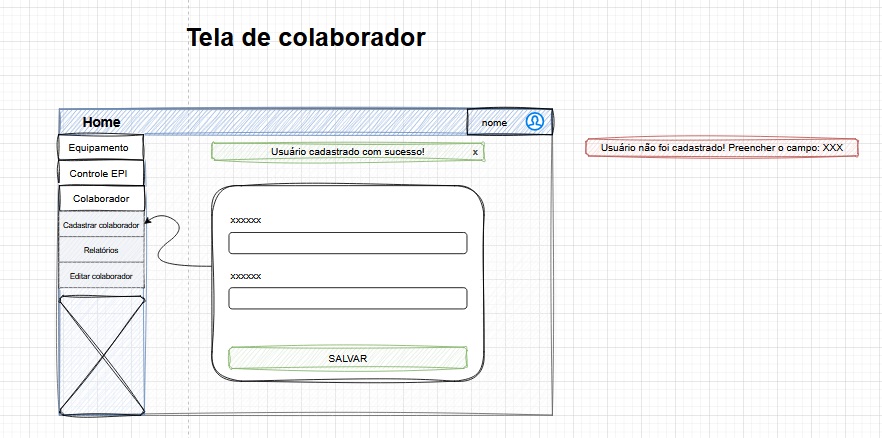 Tela de colaborador
Home
nome
Equipamento
Usuário cadastrado com sucesso!
x
Usuário não foi cadastrado! Preencher o campo: XXX
Controle EPI
Colaborador
Cadastrar colaborador
Relatórios
Editar colaborador
xxxxxx
xxxxxx
SALVAR